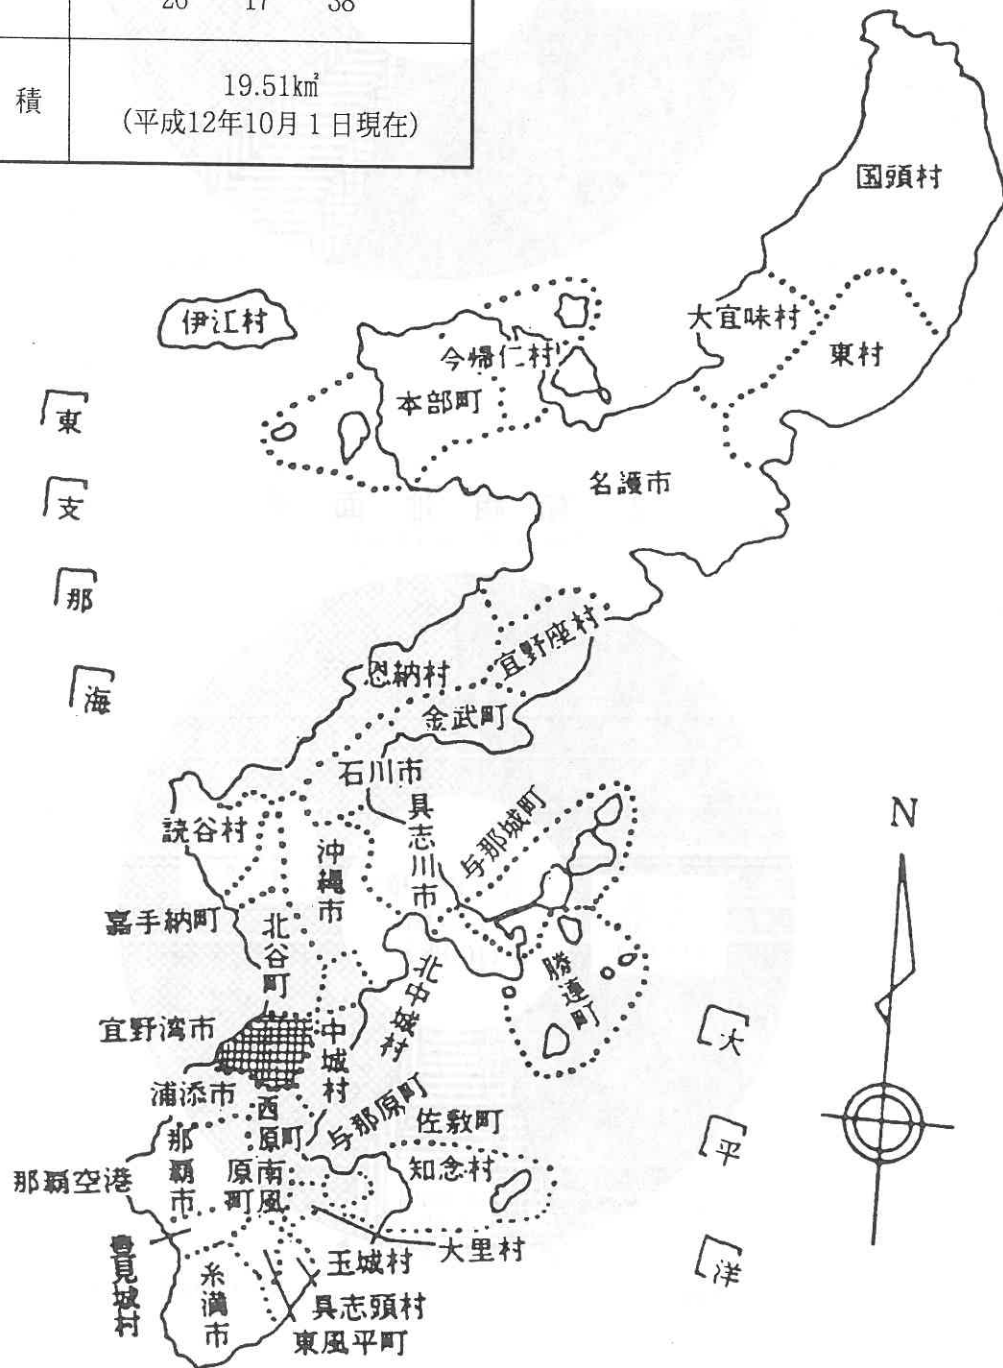 26 17 38
積
19.51㎢
(平成12年10月1日現在)
国頭村
伊江村
大宜味村
今帰仁村
東村
本部町
東支那海
名護市
宜野座村
恩納村
金武町
石川市
具志川市
与那城町
読谷村
沖縄市
嘉手納町
北谷町
北中城村
勝連町
N
宜野湾市
中城村
大平洋
浦添市
西原町
与那原町
佐敷町
那覇市
知念村
那覇空港
南風原町
大里村
豊見城村
玉城村
糸満市
具志頭村
東風平町